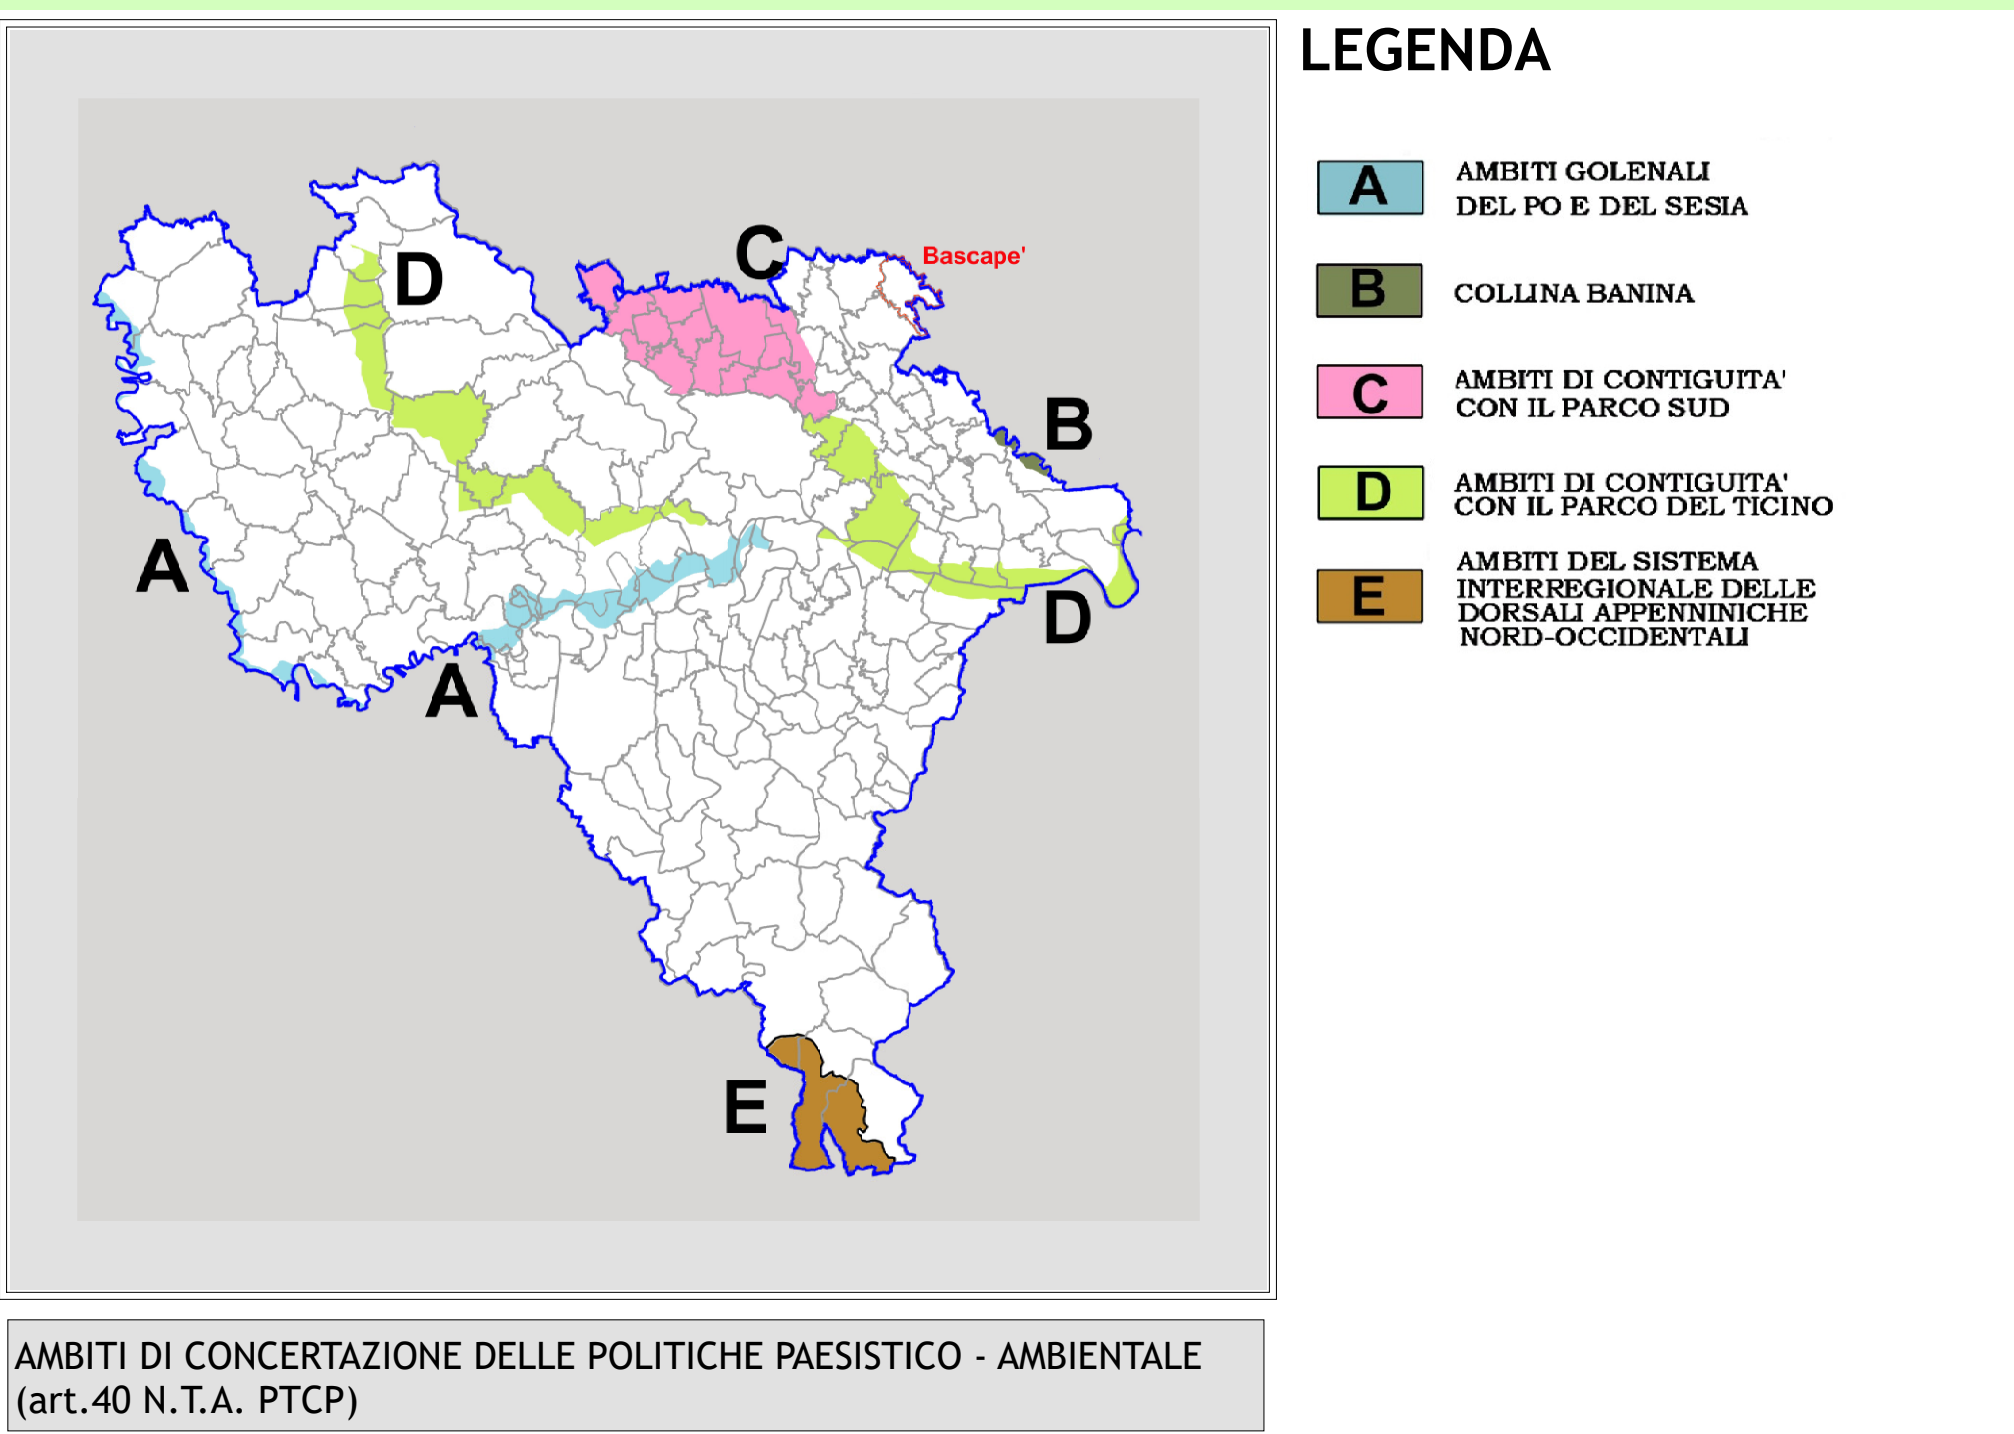 LEGENDA
A
AMBITI GOLENALI
DEL PO E DEL SESIA
B
COLLINA BANINA
C
AMBITI DI CONTIGUITA'
CON IL PARCO SUD
D
AMBITI DI CONTIGUITA'
CON IL PARCO DEL TICINO
E
AMBITI DEL SISTEMA
INTERREGIONALE DELLE
DORSALI APPENNINICHE
NORD-OCCIDENTALI
C
Bascape'
D
B
A
D
A
E
AMBITI DI CONCERTAZIONE DELLE POLITICHE PAESISTICO - AMBIENTALE
(art.40 N.T.A. PTCP)